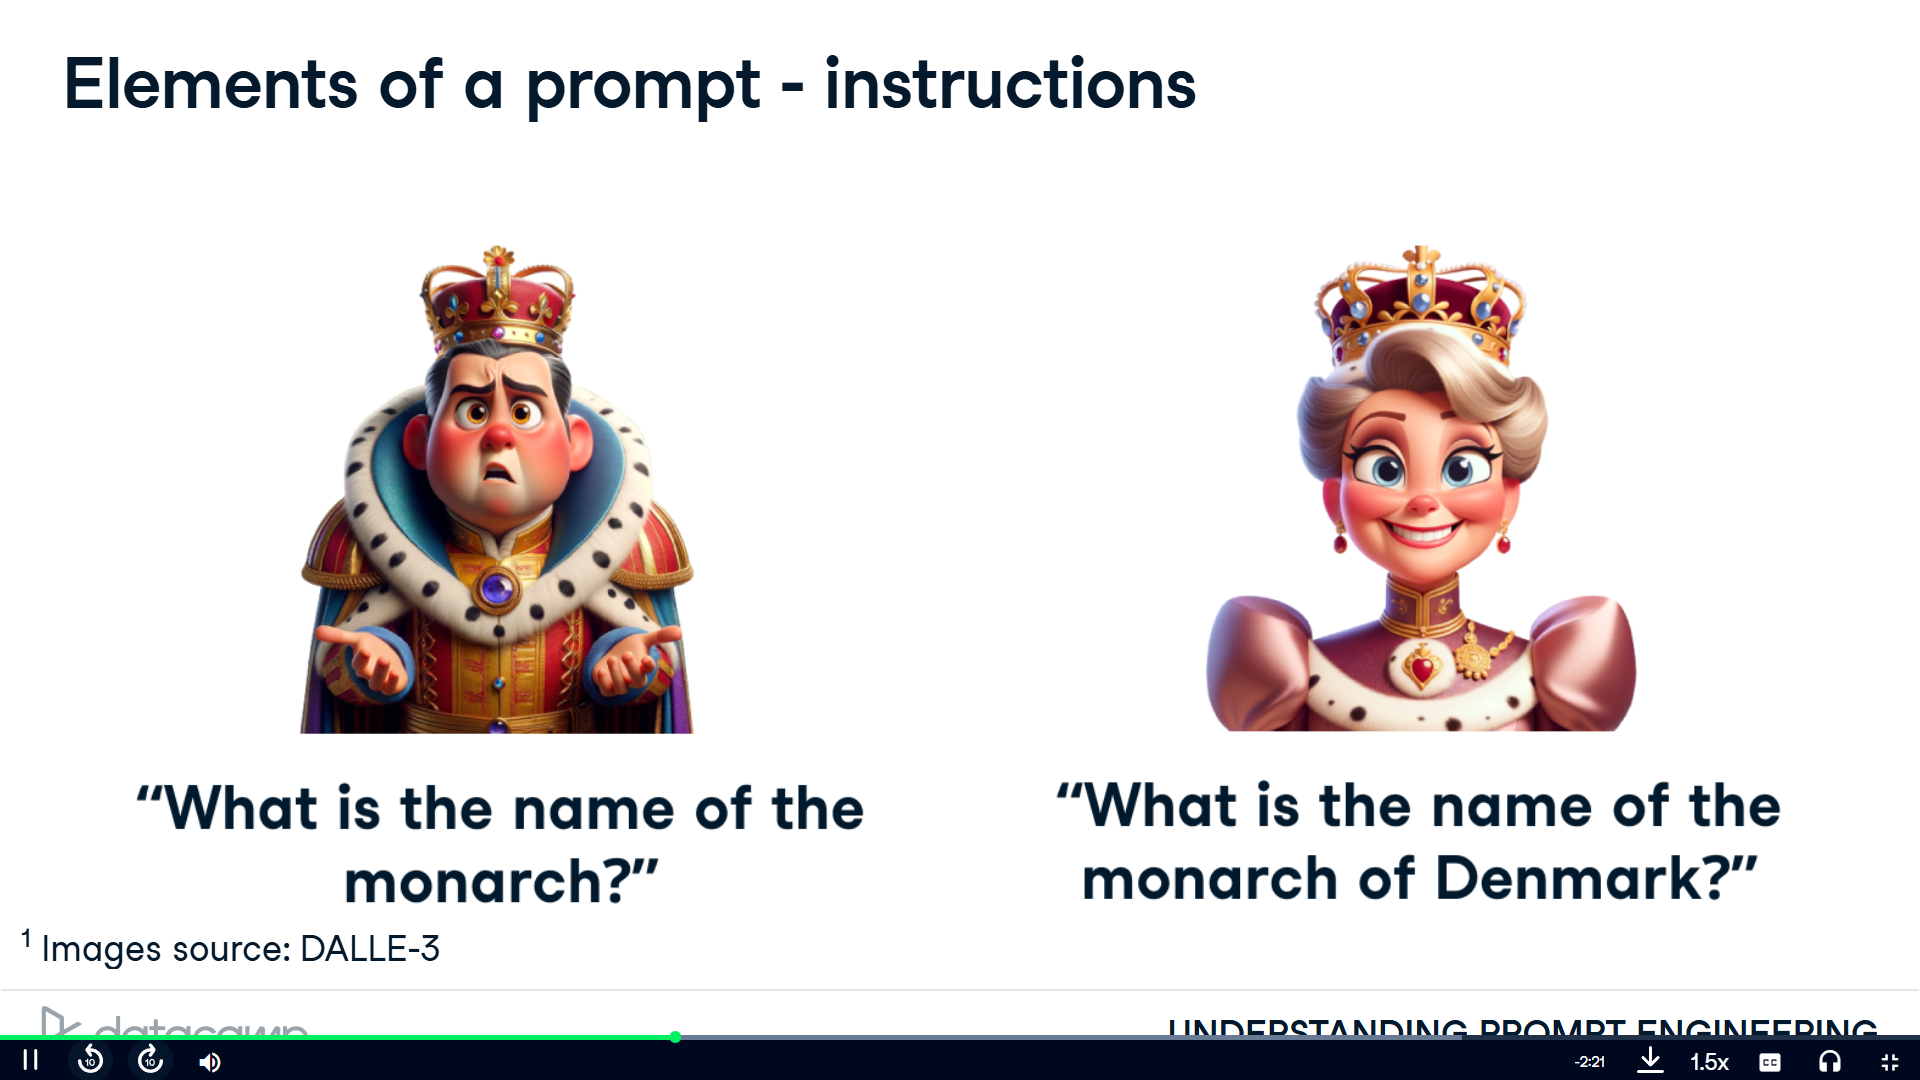 Elements of a prompt - instructions
“What is the name of the
monarch?”
“What is the name of the
monarch of Denmark?”
1 Images source: DALLE-3
datacamp
UNDERSTANDING PROMPT ENGINEERING
10
10
-2:21
1.5x
CC